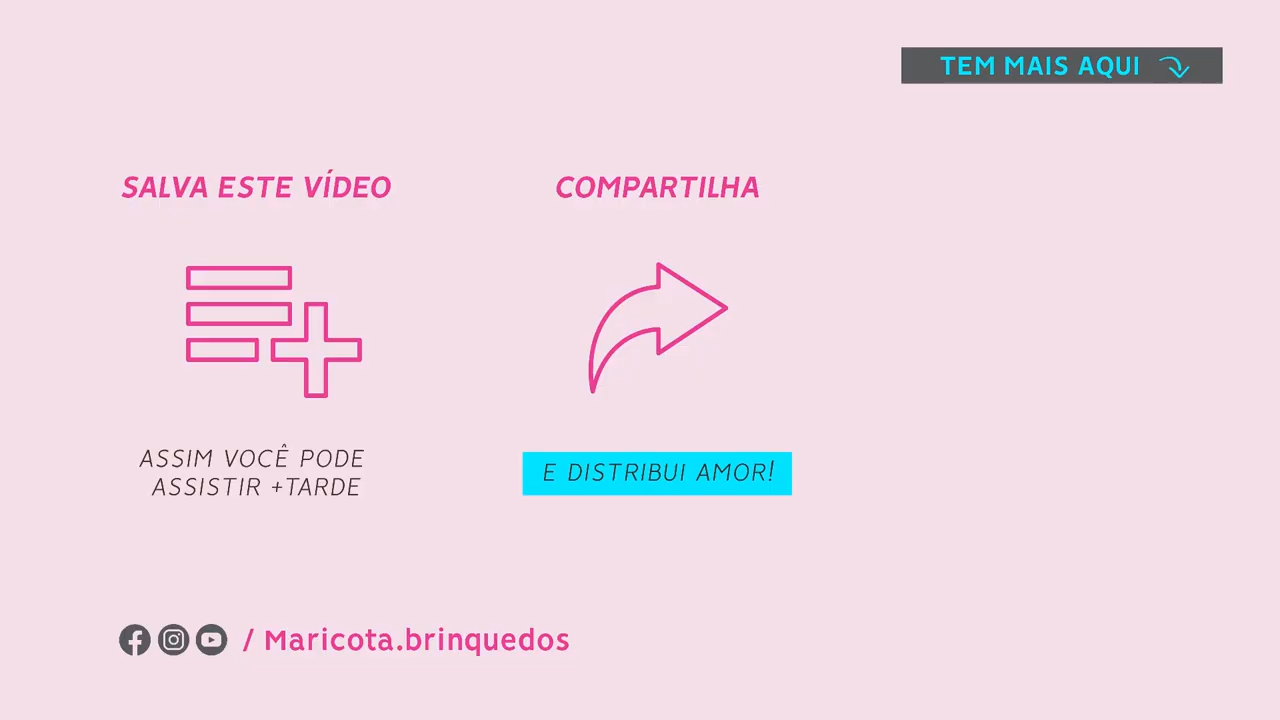 TEM MAIS AQUI
SALVA ESTE VÍDEO
COMPARTILHA
ASSIM VOCÊ PODE
ASSISTIR +TARDE
E DISTRIBUI AMOR!
/ Maricota.brinquedos